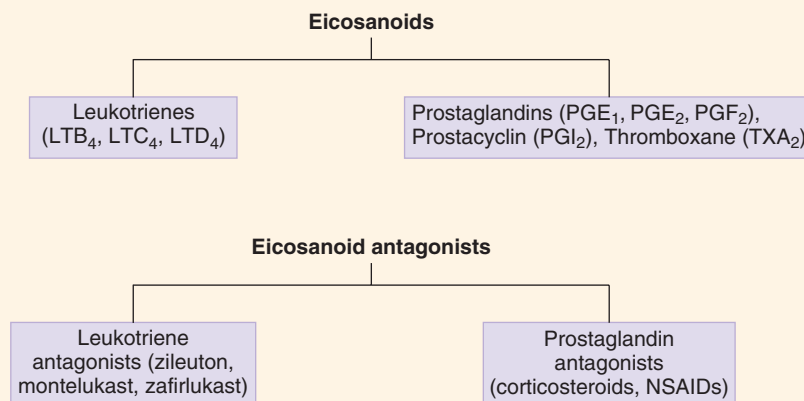 Eicosanoids
Leukotrienes
(LTB₄, LTC₄, LTD₄)
Prostaglandins (PGE₁, PGE₂, PGF₂),
Prostacyclin (PGI₂), Thromboxane (TXA₂)
Eicosanoid antagonists
Leukotriene
antagonists (zileuton,
montelukast, zafirlukast)
Prostaglandin
antagonists
(corticosteroids, NSAIDs)